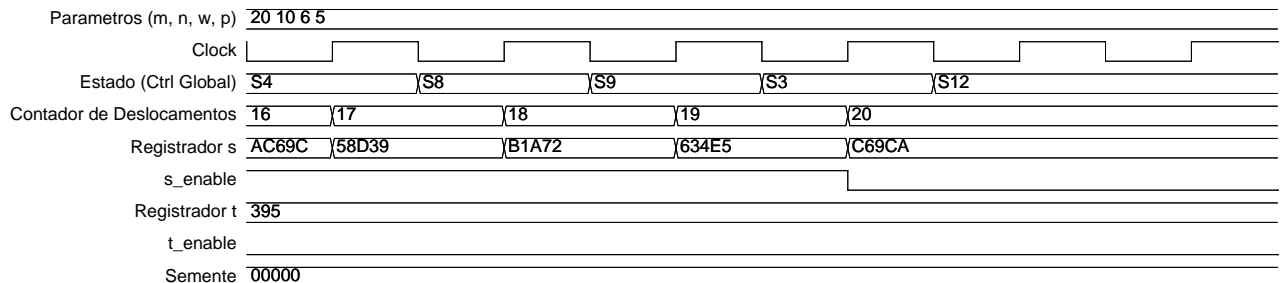 Parametros (m, n, w, p) 20 10 6 5
Clock
Estado (Ctrl Global) S4 S8 S9 S3 S12
Contador de Deslocamentos 16 17 18 19 20
Registrador s AC69C 58D39 B1A72 634E5 C69CA
s_enable
Registrador t 395
t_enable
Semente 00000